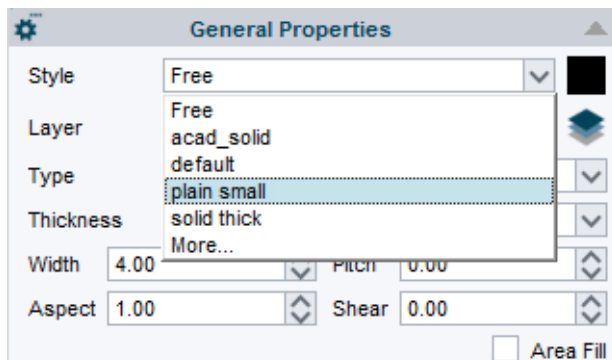 General Properties
Style Free
Free
Layer
acad_solid
default
Type
plain small
Thickness solid thick
More...
Width 4.00 Pitch 0.00
Aspect 1.00 Shear 0.00
Area Fill